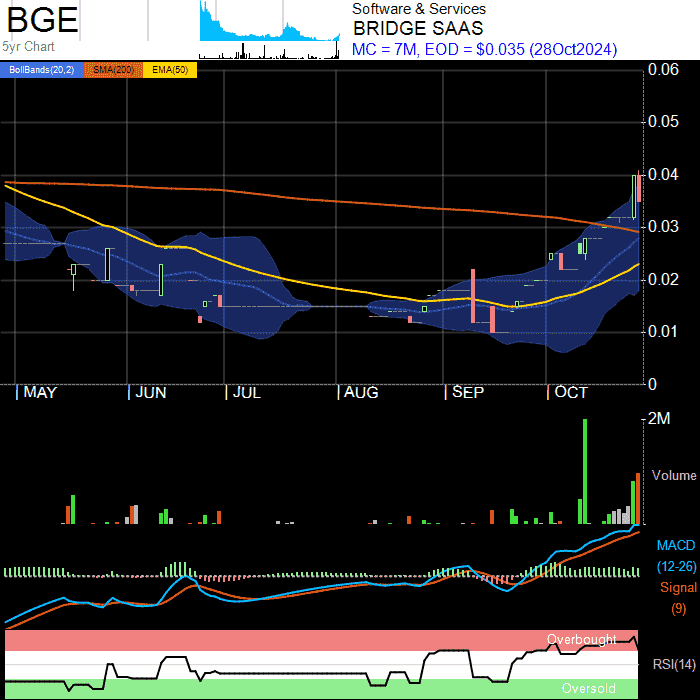 BGE
5yr Chart
Software & Services
BRIDGE SAAS
MC = 7M, EOD = $0.035 (28Oct2024)
BollBands(20,2) SMA(200) EMA(50)
0.06
0.05
0.04
0.03
0.02
0.01
0
MAY JUN JUL AUG SEP OCT
2M
Volume
MACD
(12-26)
Signal
(9)
Overbought
RSI(14)
Oversold